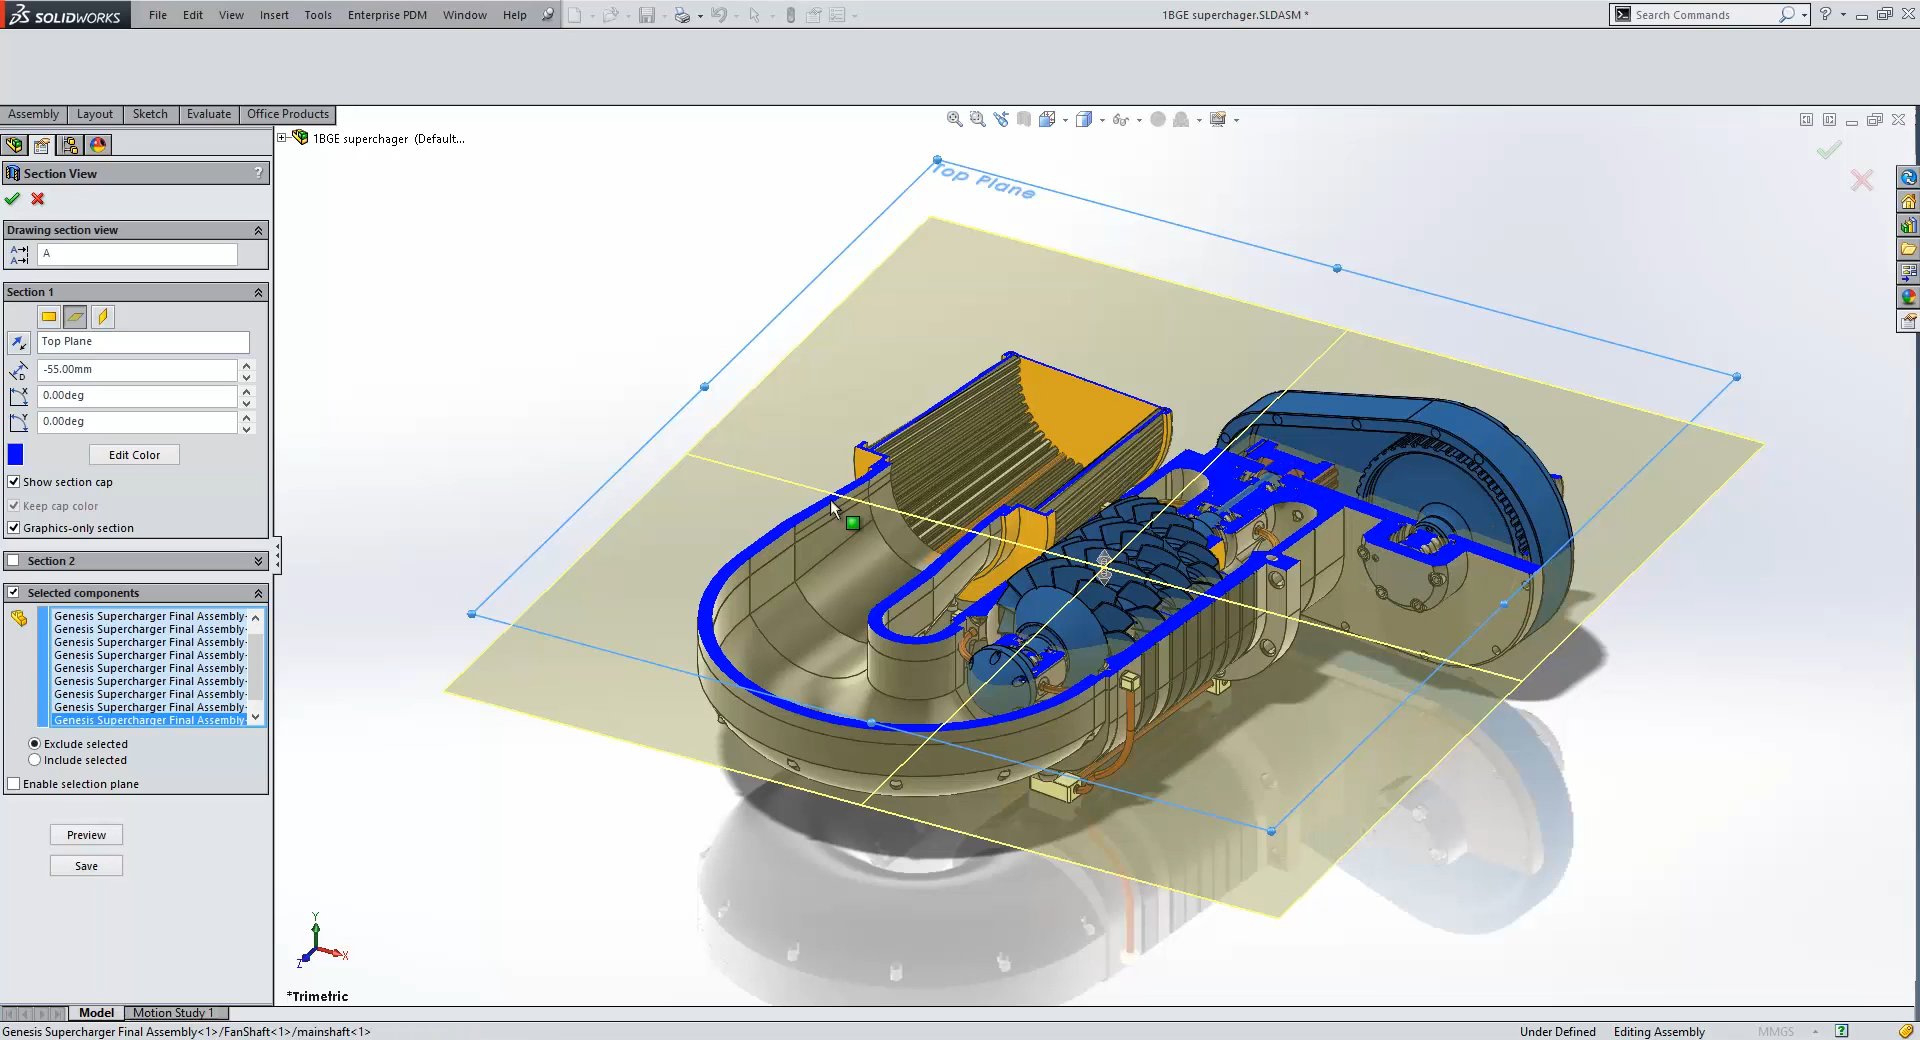 SOLIDWORKS
File Edit View Insert Tools Enterprise PDM Window Help
1BGE superchager.SLDASM *
Search Commands
?
Assembly Layout Sketch Evaluate Office Products
1BGE superchager (Default...
Section View ?
Drawing section view
A
Section 1
Top Plane
-55.00mm
0.00deg
0.00deg
Edit Color
Show section cap
Keep cap color
Graphics-only section
Section 2
Selected components
Genesis Supercharger Final Assembly-
Genesis Supercharger Final Assembly-
Genesis Supercharger Final Assembly-
Genesis Supercharger Final Assembly-
Genesis Supercharger Final Assembly-
Genesis Supercharger Final Assembly-
Genesis Supercharger Final Assembly-
Genesis Supercharger Final Assembly-
Genesis Supercharger Final Assembly-
Exclude selected
Include selected
Enable selection plane
Preview
Save
Top Plane
Y
X
Z
*Trimetric
Model Motion Study 1
Genesis Supercharger Final Assembly<1>/FanShaft<1>/mainshaft<1>
Under Defined Editing Assembly MMGS ?